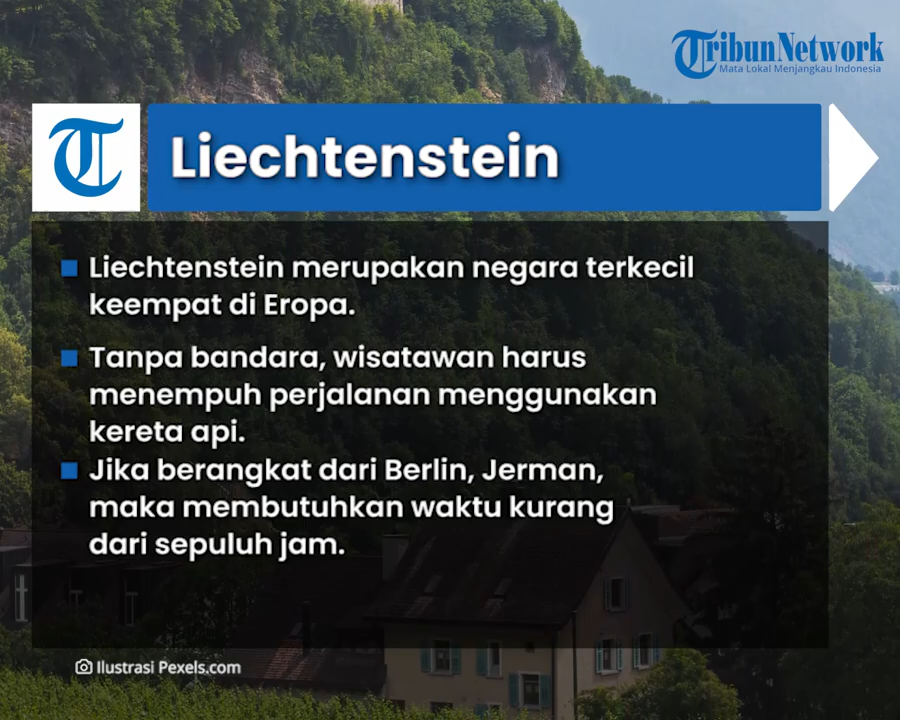 TribunNetwork
Mata Lokal Menjangkau Indonesia
T Liechtenstein
Liechtenstein merupakan negara terkecil
keempat di Eropa.
Tanpa bandara, wisatawan harus
menempuh perjalanan menggunakan
kereta api.
Jika berangkat dari Berlin, Jerman,
maka membutuhkan waktu kurang
dari sepuluh jam.
Ilustrasi Pexels.com